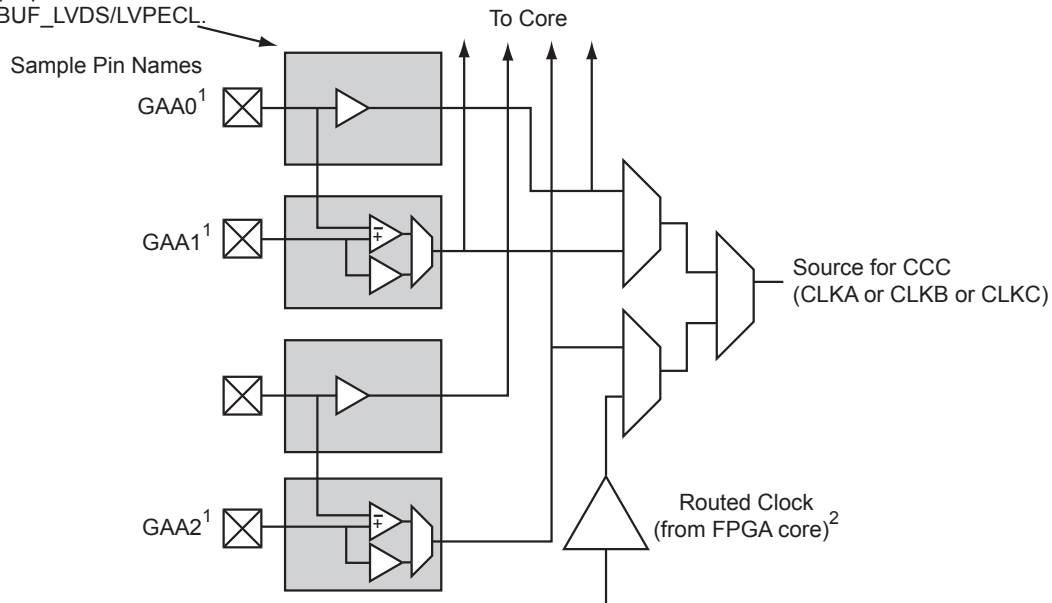 BUF_LVDS/LVPECL.
To Core
Sample Pin Names
GAA0¹
GAA1¹
Source for CCC
(CLKA or CLKB or CLKC)
GAA2¹
Routed Clock
(from FPGA core)²
+
+